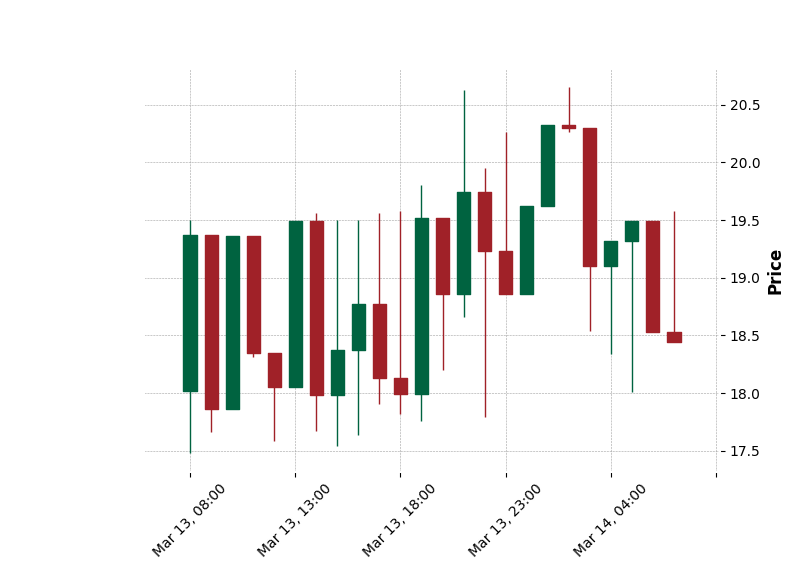 20.5
20.0
19.5
19.0
18.5
18.0
17.5
Price
Mar 13, 08:00
Mar 13, 13:00
Mar 13, 18:00
Mar 13, 23:00
Mar 14, 04:00